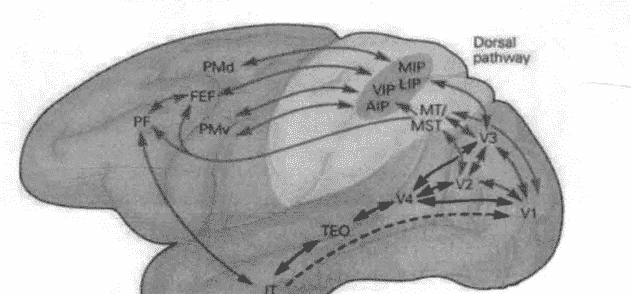 Dorsal
pathway
PMd
MIP
LIP
VIP
FEF
AIP
PF
PMv
MT/
MST
V3
V2
V4
V1
TEO
IT